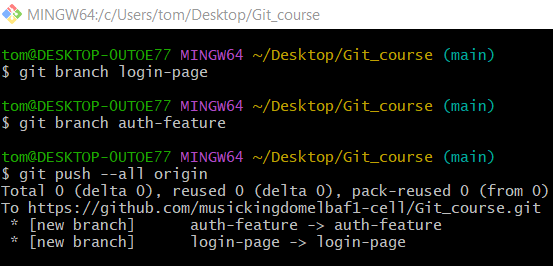 MINGW64:/c/Users/tom/Desktop/Git_course
tom@DESKTOP-OUTOE77 MINGW64 ~/Desktop/Git_course (main)
$ git branch login-page
tom@DESKTOP-OUTOE77 MINGW64 ~/Desktop/Git_course (main)
$ git branch auth-feature
tom@DESKTOP-OUTOE77 MINGW64 ~/Desktop/Git_course (main)
$ git push --all origin
Total 0 (delta 0), reused 0 (delta 0), pack-reused 0 (from 0)
To https://github.com/musickingdomelbaf1-cell/Git_course.git
 * [new branch]      auth-feature -> auth-feature
 * [new branch]      login-page -> login-page